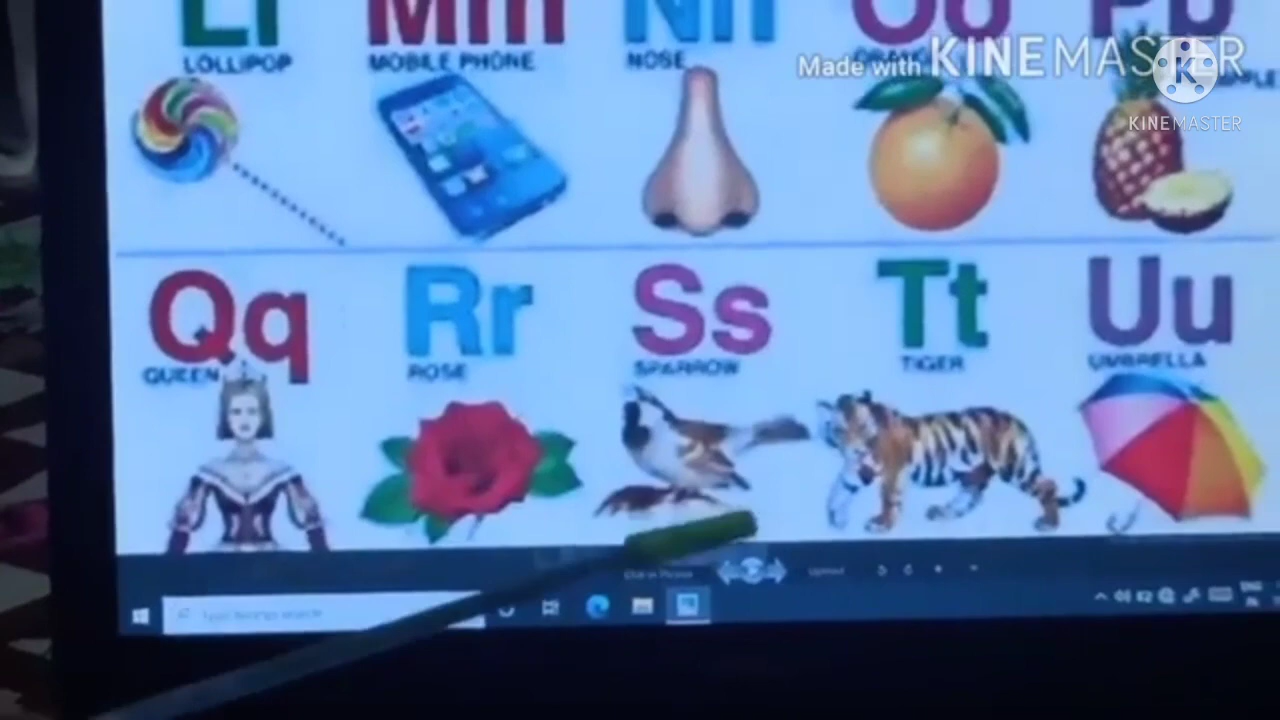 Ll Mm Nn Oo Pp
LOLLIPOP MOBILE PHONE NOSE ORANGE
Made with KINEMASTER
KINEMASTER
Qq Rr Ss Tt Uu
QUEEN ROSE SPARROW TIGER UMBRELLA